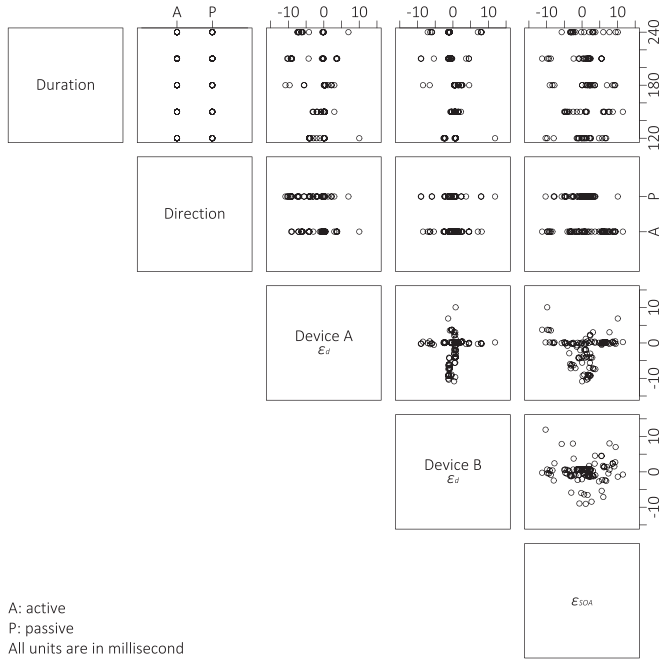 A P -10 0 10 -10 0 10 -10 0 10
Duration
240
180
120
Direction
P
A
Device A
εd
10
0
-10
Device B
εd
10
0
-10
εSOA
A: active
P: passive
All units are in millisecond